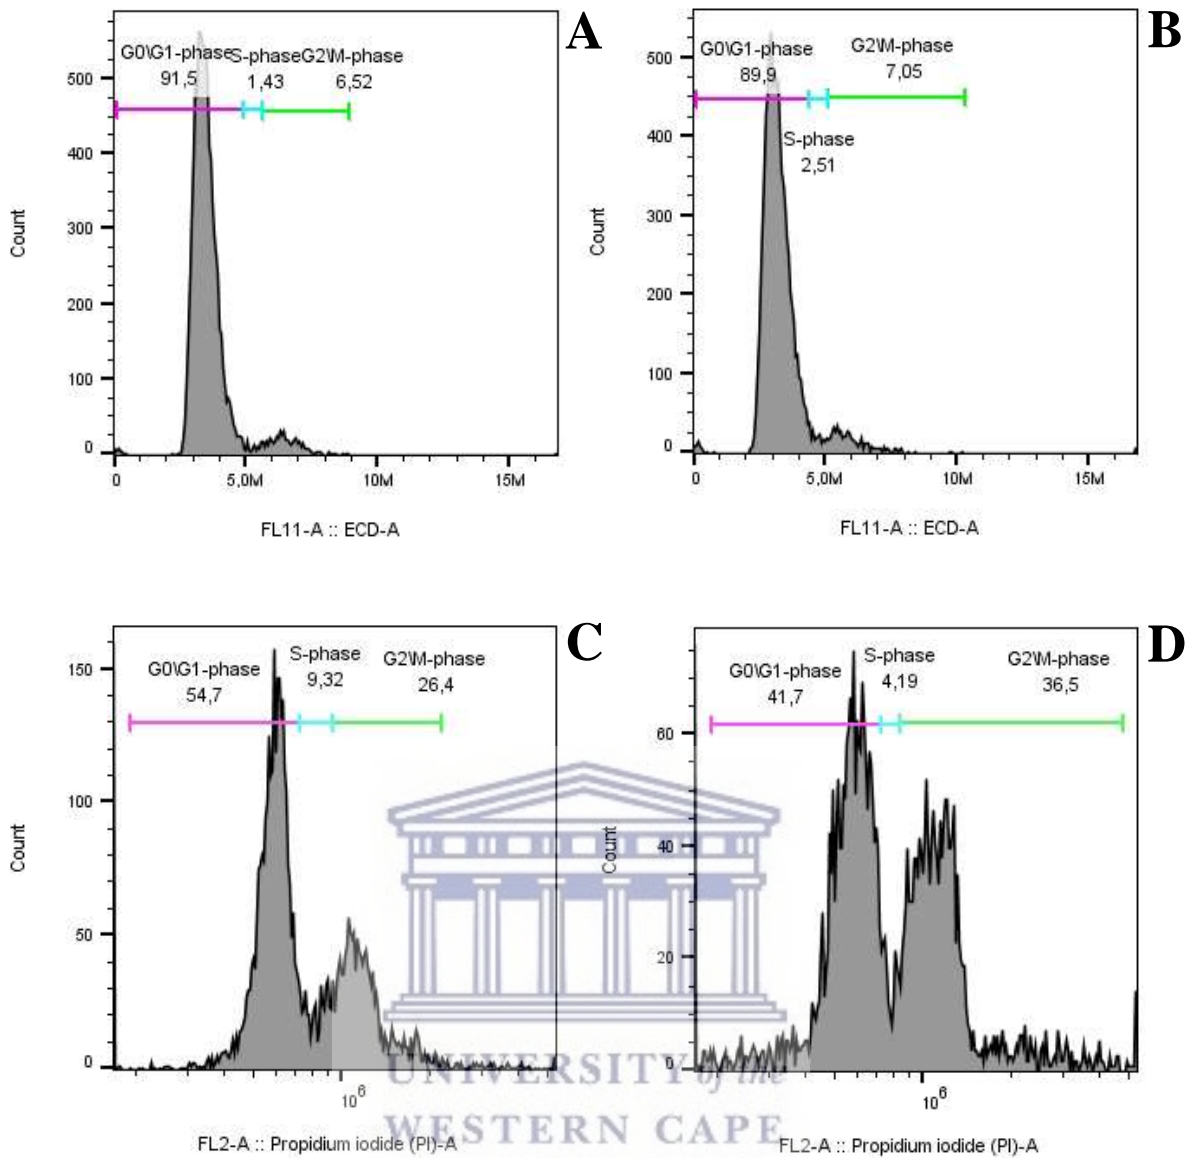 A
G0\G1-phase S-phase G2\M-phase
91,5 1,43 6,52
500
400
300
200
100
0
Count
0 5,0M 10M 15M
FL11-A :: ECD-A
B
G0\G1-phase G2\M-phase
89,9 7,05
S-phase
2,51
500
400
300
200
100
0
Count
0 5,0M 10M 15M
FL11-A :: ECD-A
C
G0\G1-phase S-phase G2\M-phase
54,7 9,32 26,4
150
100
50
0
Count
10^6
FL2-A :: Propidium iodide (PI)-A
D
G0\G1-phase S-phase G2\M-phase
41,7 4,19 36,5
60
40
20
0
Count
10^6
FL2-A :: Propidium iodide (PI)-A
UNIVERSITY of the
WESTERN CAPE